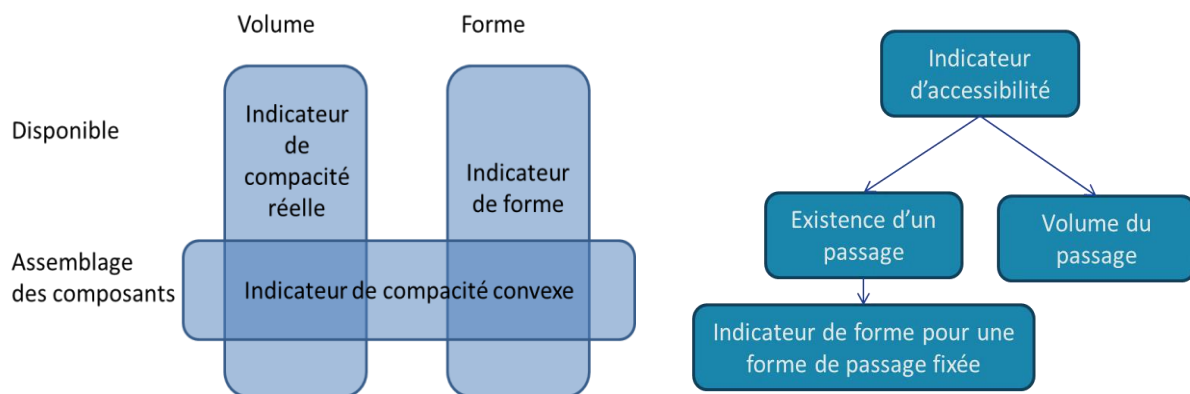 Volume
Forme
Disponible
Indicateur
de
compacité
réelle
Indicateur
de forme
Assemblage
des composants
Indicateur de compacité convexe
Indicateur
d’accessibilité
Existence d’un
passage
Volume du
passage
Indicateur de forme pour une
forme de passage fixée